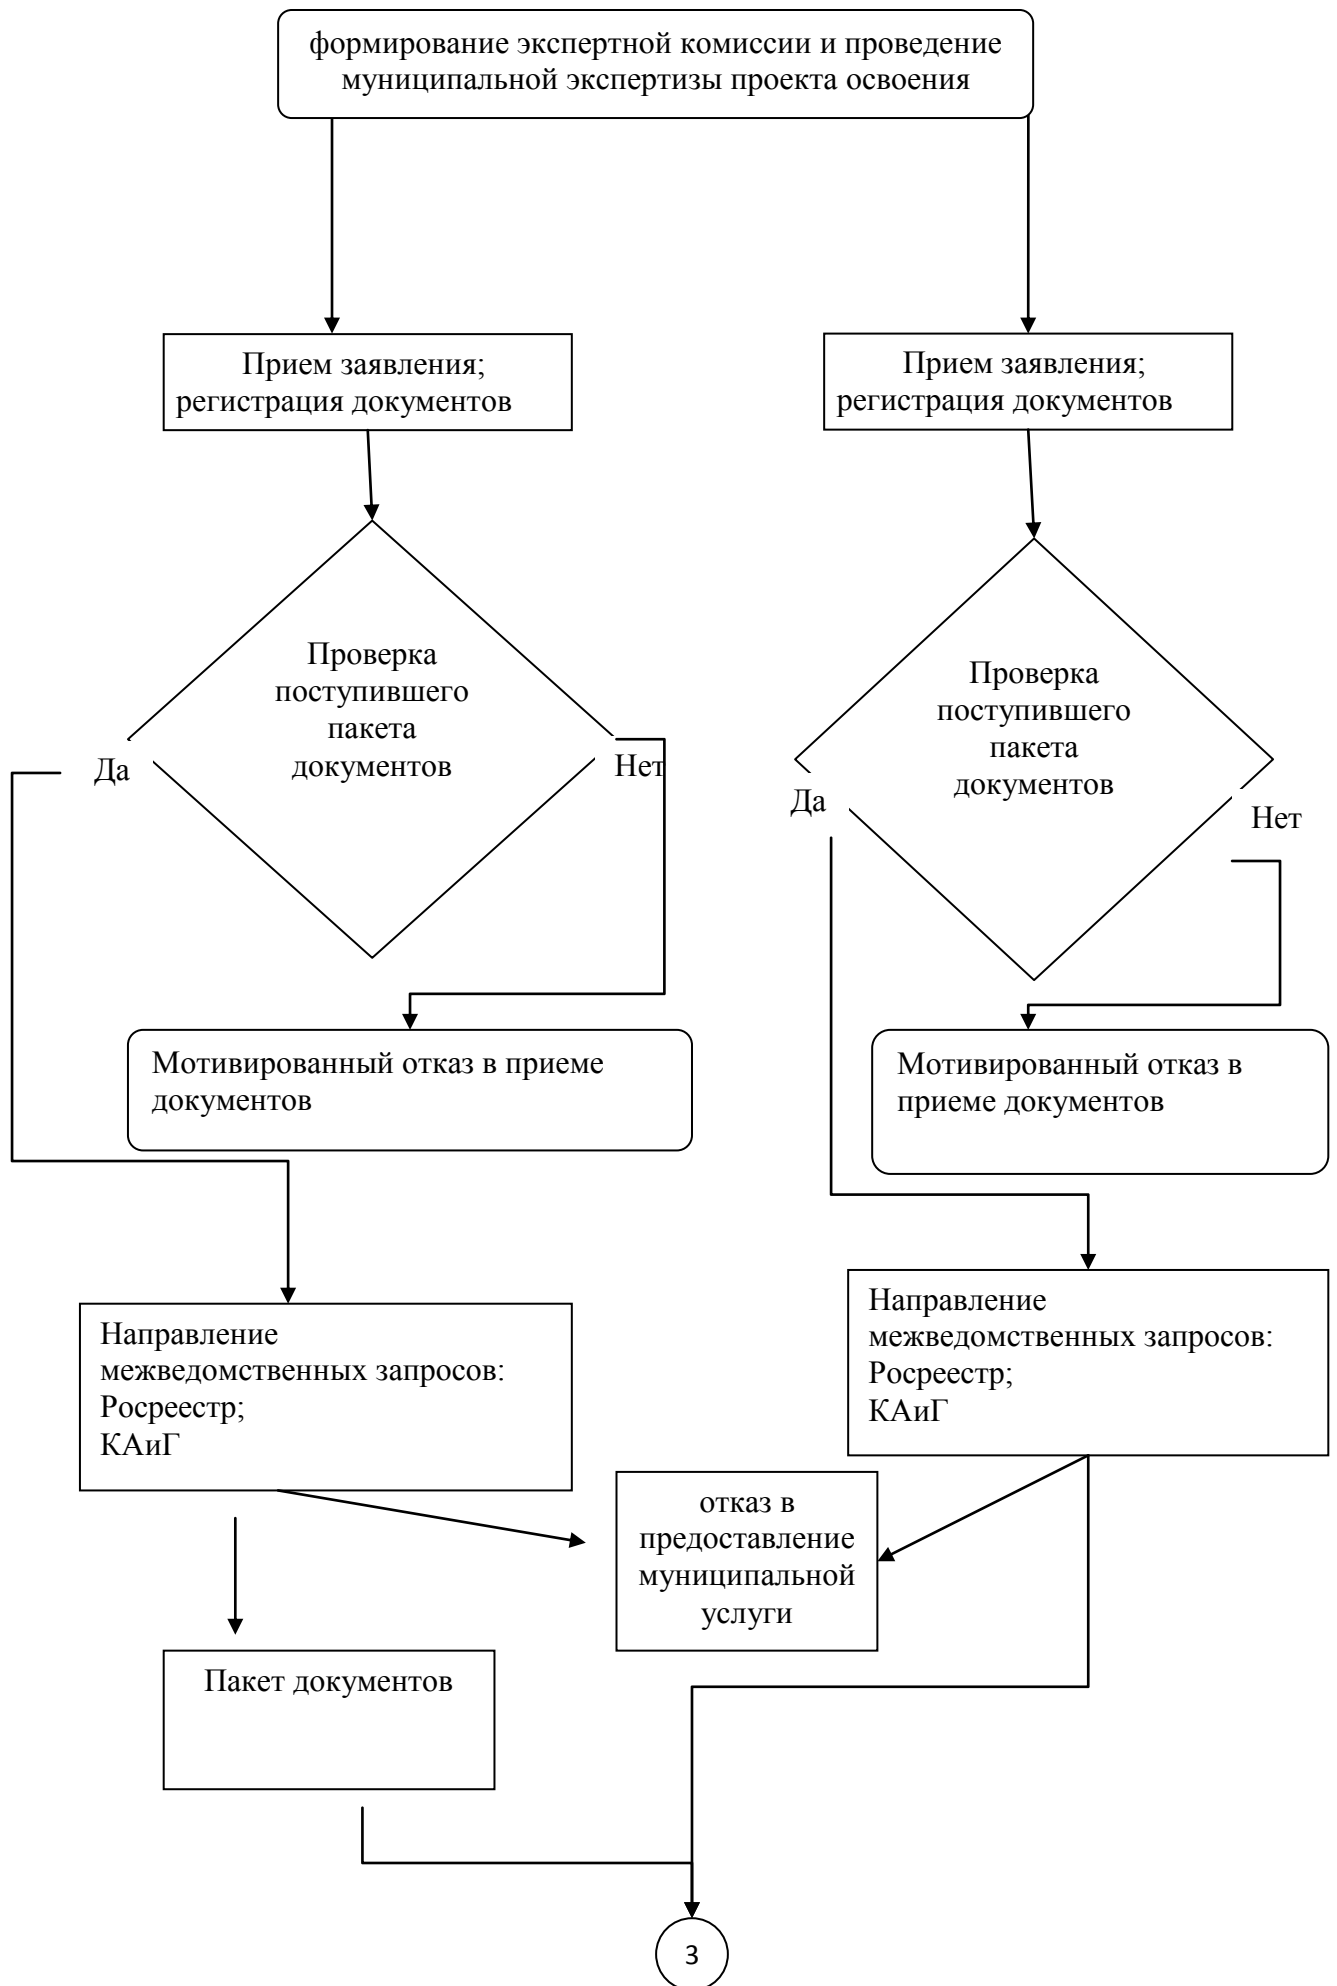 формирование экспертной комиссии и проведение
муниципальной экспертизы проекта освоения
Прием заявления;
регистрация документов
Прием заявления;
регистрация документов
Проверка
поступившего
пакета
документов
Да
Нет
Проверка
поступившего
пакета
документов
Да
Нет
Мотивированный отказ в приеме
документов
Мотивированный отказ в
приеме документов
Направление
межведомственных запросов:
Росреестр;
КАиГ
Направление
межведомственных запросов:
Росреестр;
КАиГ
отказ в
предоставление
муниципальной
услуги
Пакет документов
3